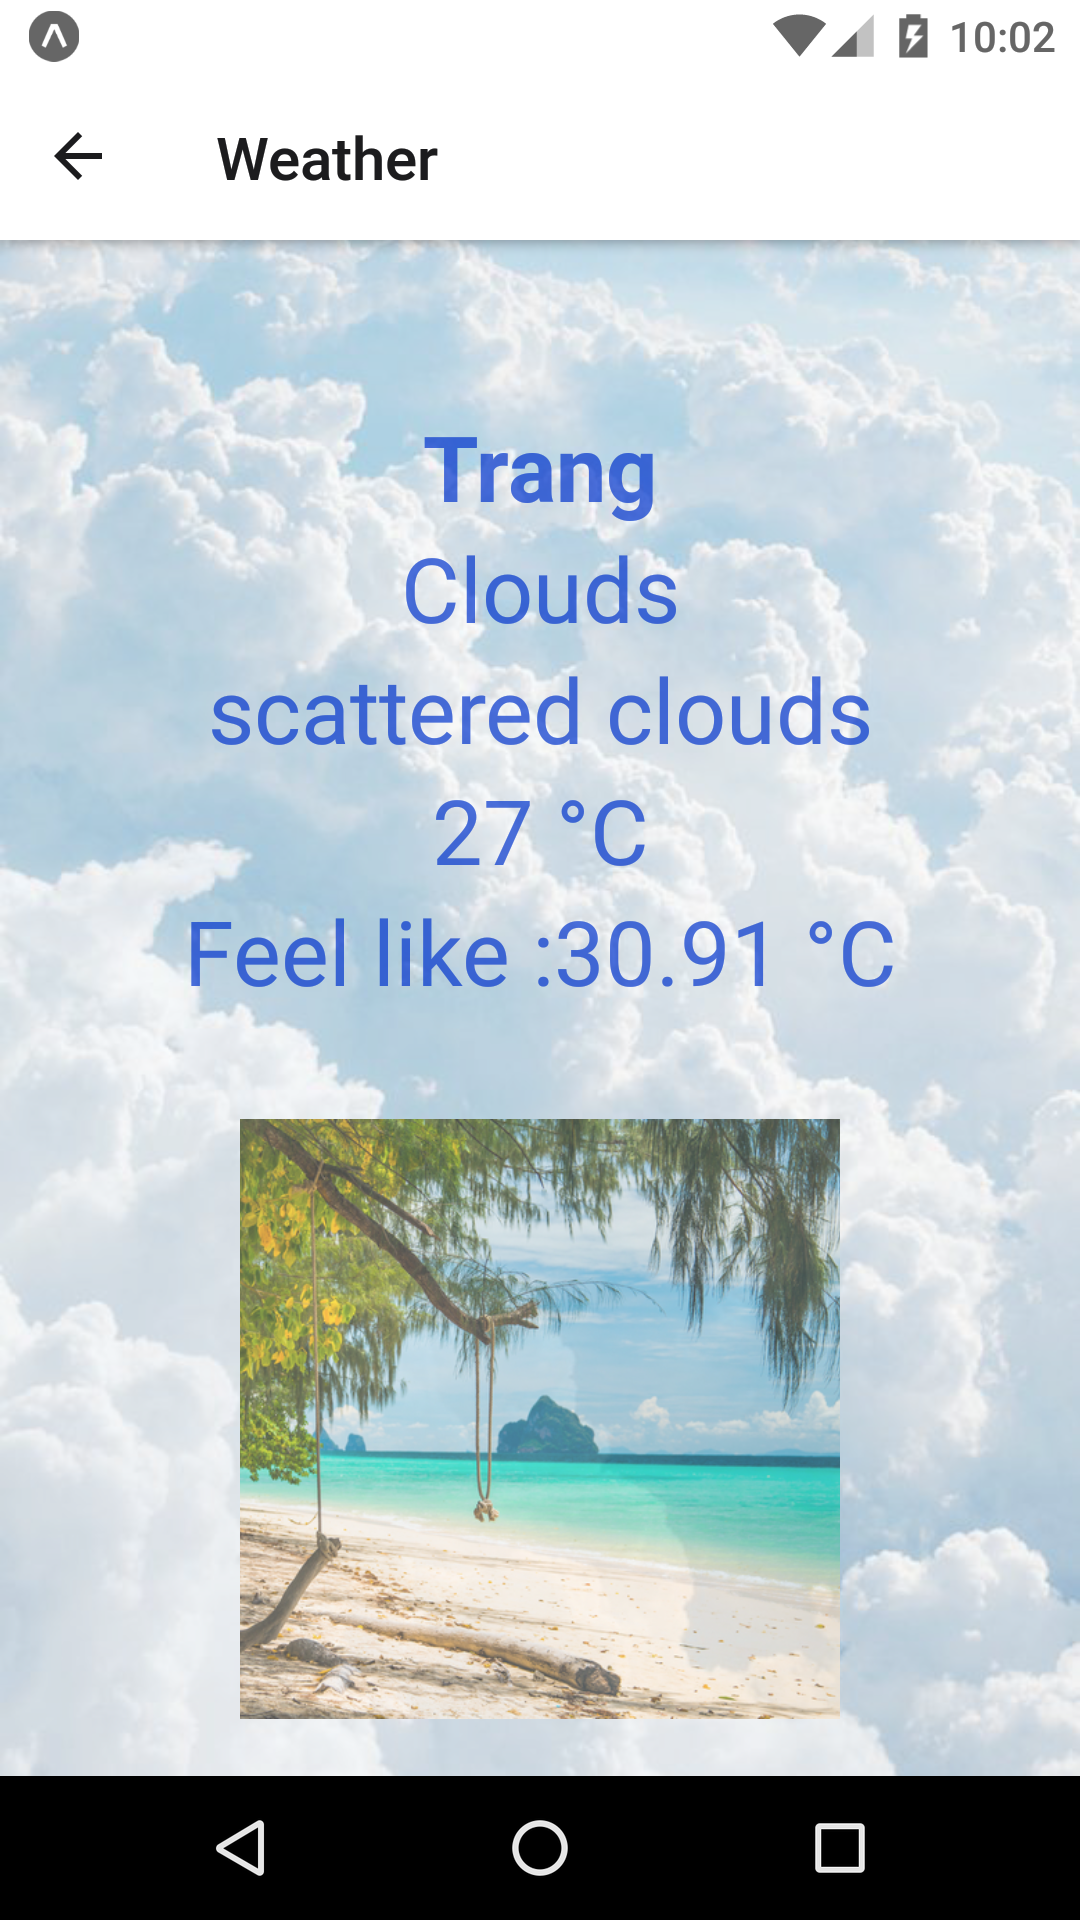 10:02
Weather
Trang
Clouds
scattered clouds
27 °C
Feel like :30.91 °C